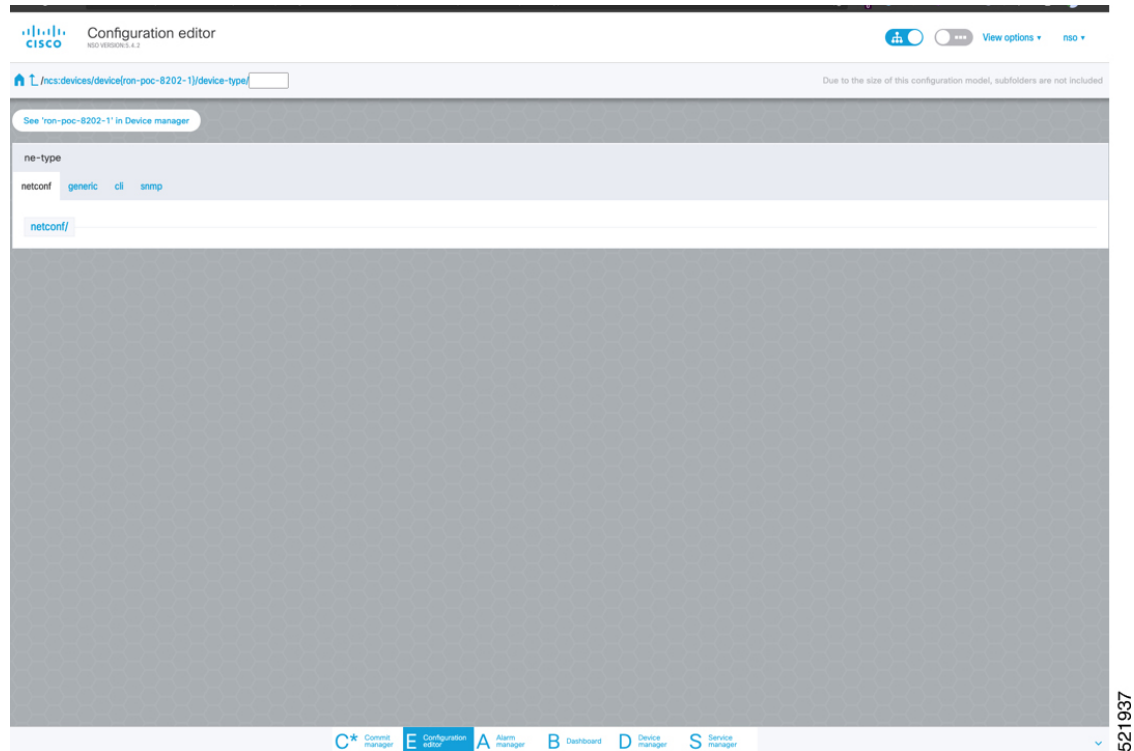 CISCO
Configuration editor
NSO VERSION:5.4.2
View options nso
/ncs:devices/device{ron-poc-8202-1}/device-type/
Due to the size of this configuration model, subfolders are not included
See 'ron-poc-8202-1' in Device manager
ne-type
netconf generic cli snmp
netconf/
C* Commit manager E Configuration editor A Alarm manager B Dashboard D Device manager S Service manager
521937